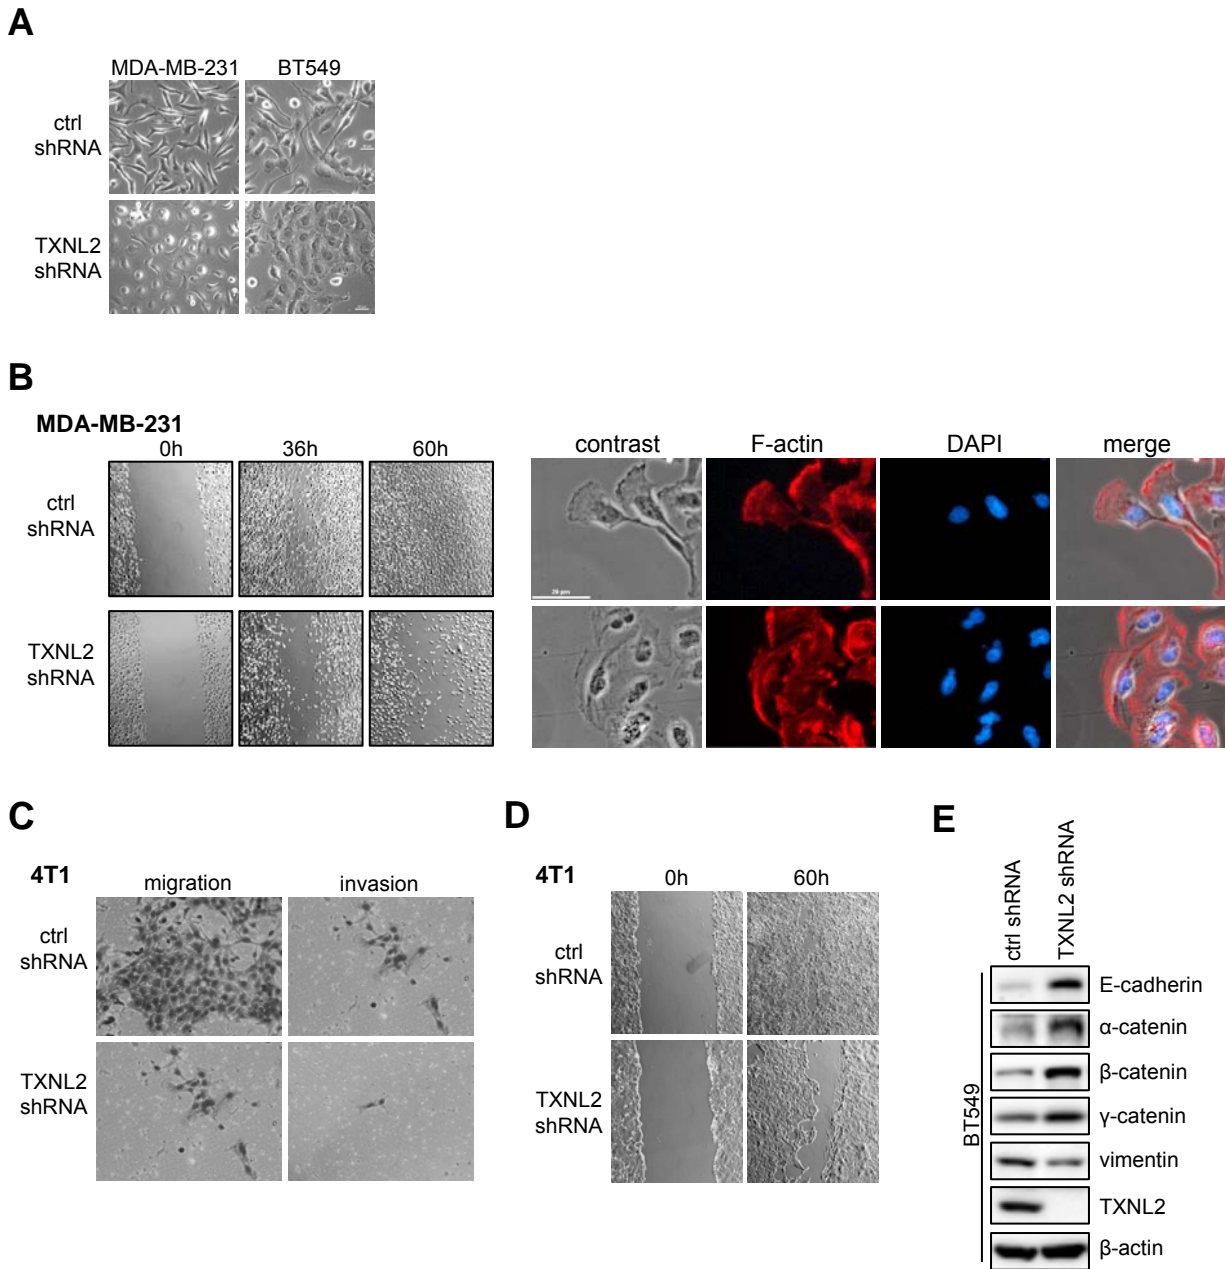 A
MDA-MB-231 BT549
ctrl
shRNA
TXNL2
shRNA
B
MDA-MB-231
0h 36h 60h
ctrl
shRNA
TXNL2
shRNA
contrast F-actin DAPI merge
20 µm
C
4T1
migration invasion
ctrl
shRNA
TXNL2
shRNA
D
4T1
0h 60h
ctrl
shRNA
TXNL2
shRNA
E
ctrl shRNA
TXNL2 shRNA
BT549
E-cadherin
α-catenin
β-catenin
γ-catenin
vimentin
TXNL2
β-actin